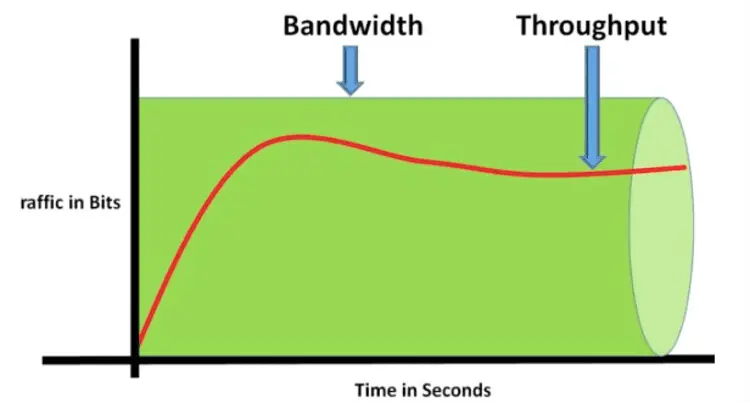 Bandwidth
Throughput
raffic in Bits
Time in Seconds